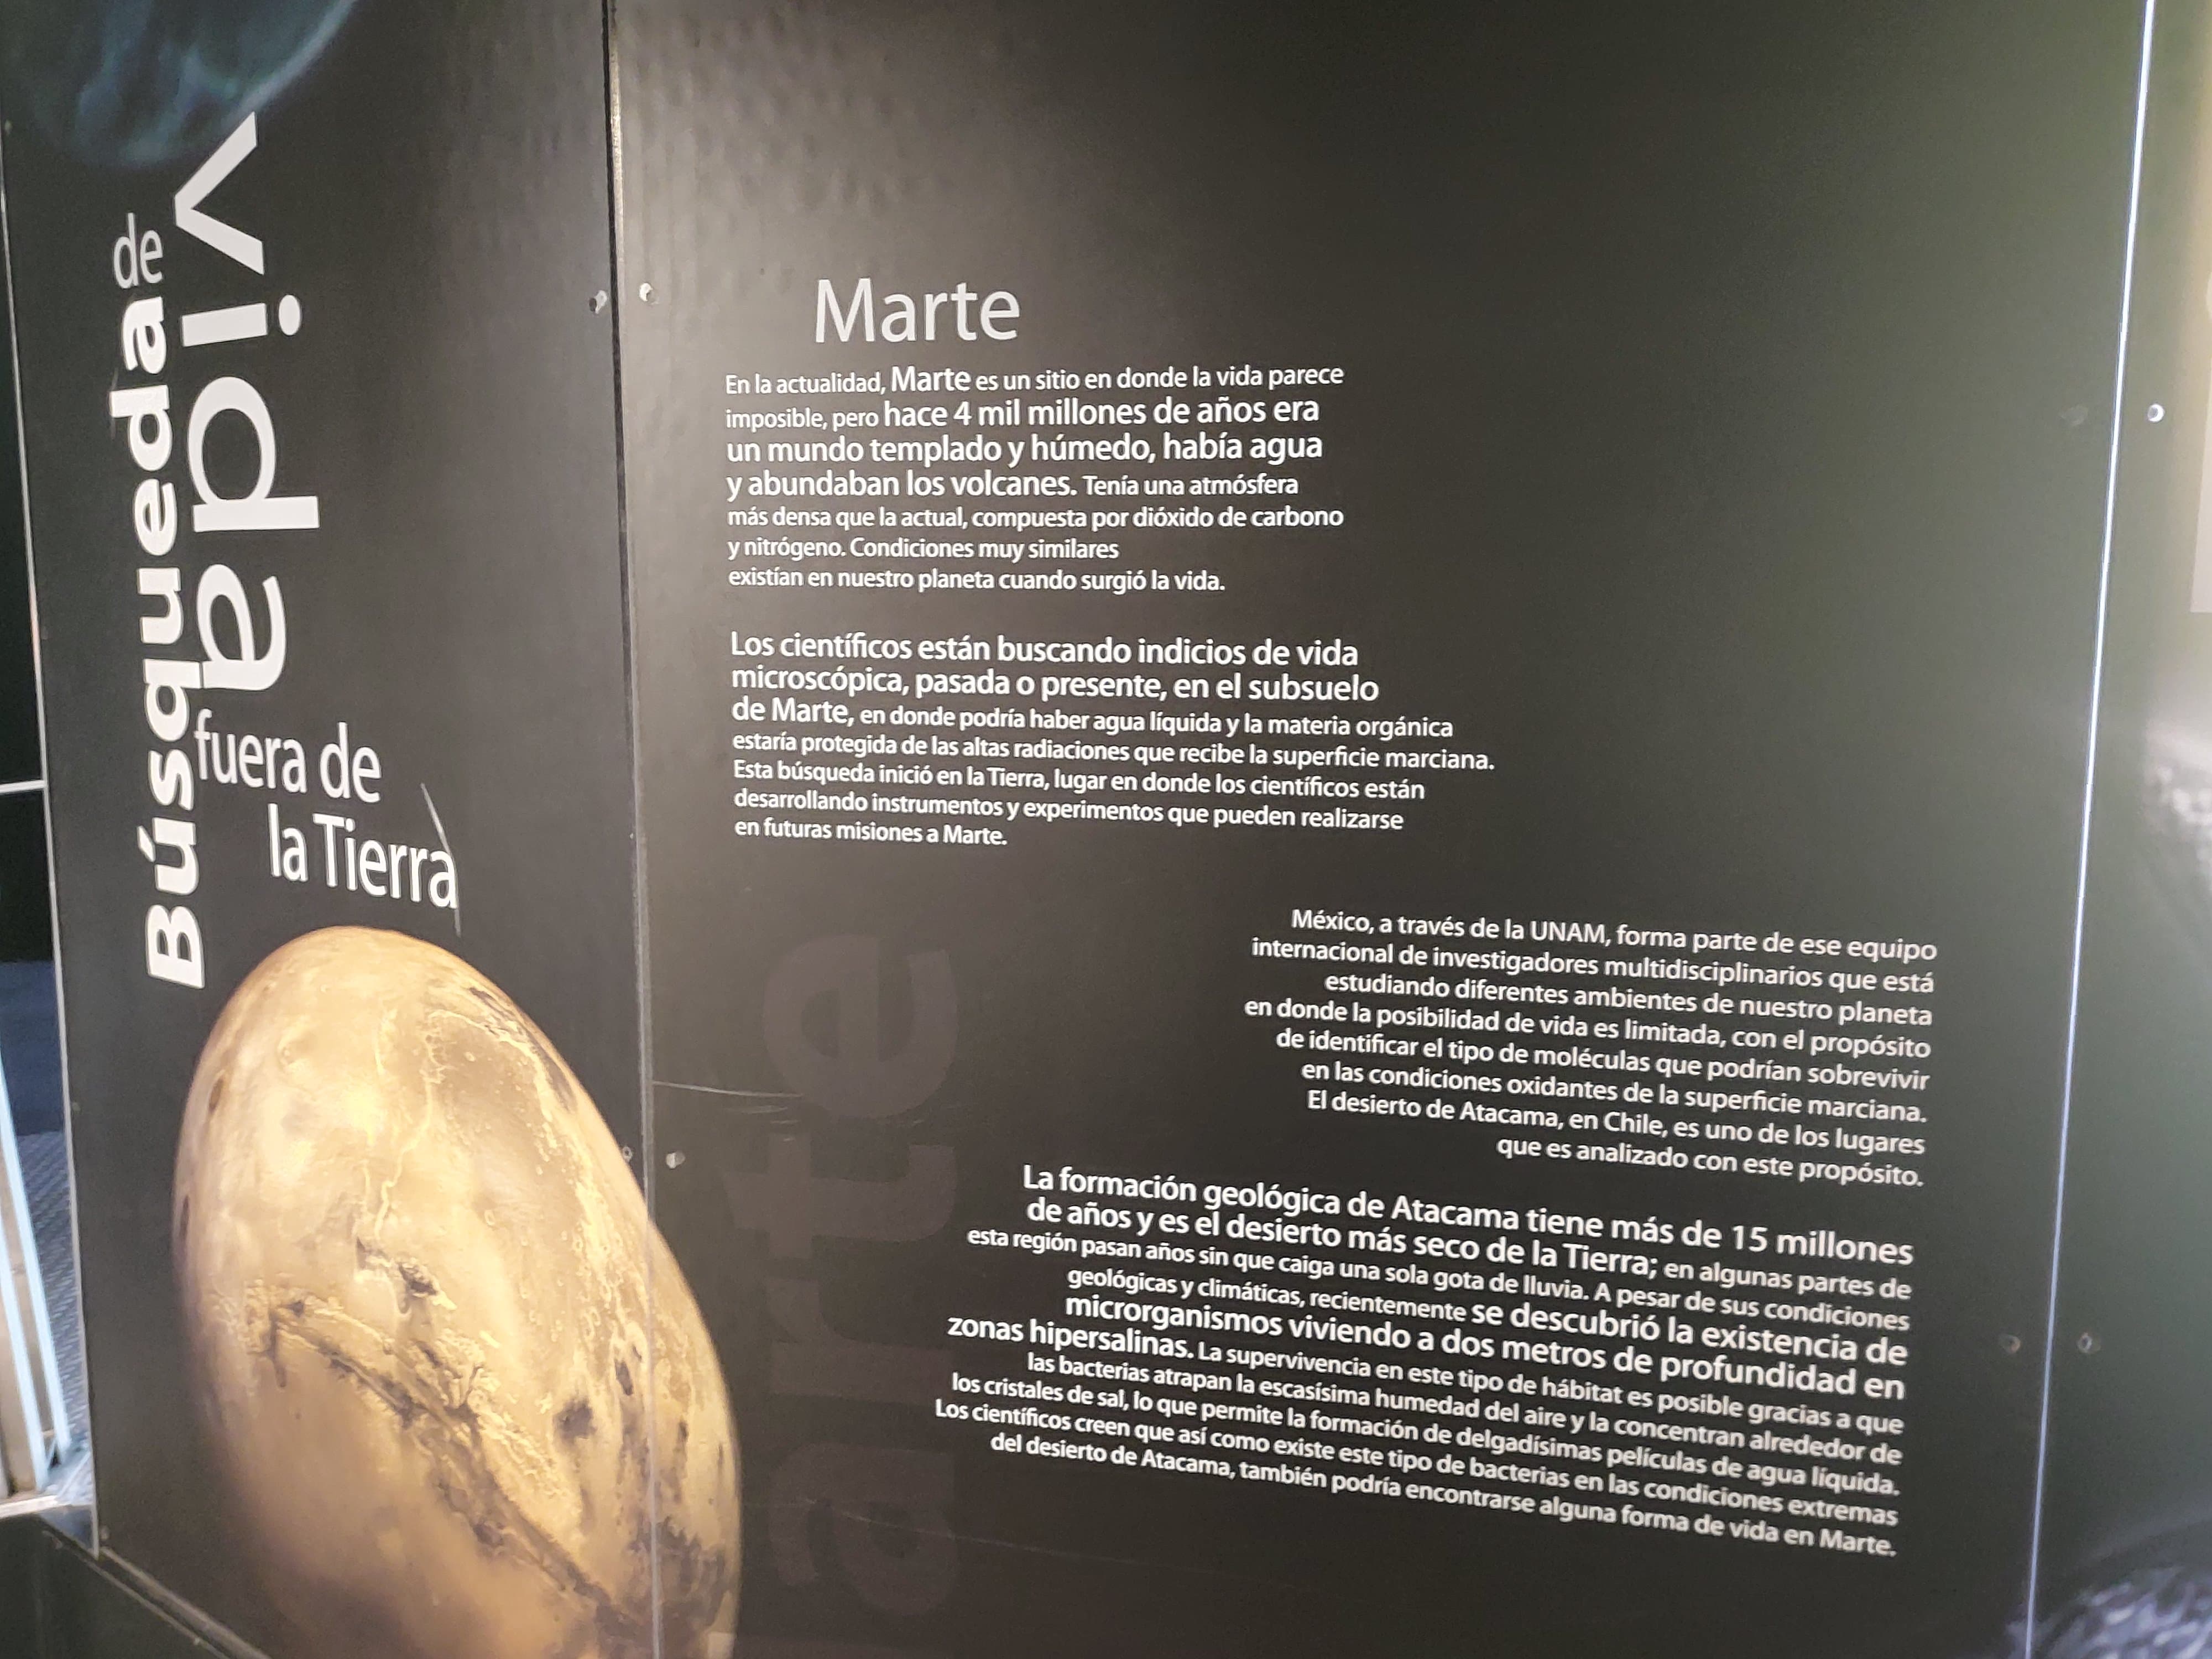 Búsqueda de
vida
fuera de
la Tierra
Marte
En la actualidad, Marte es un sitio en donde la vida parece
imposible, pero hace 4 mil millones de años era
un mundo templado y húmedo, había agua
y abundaban los volcanes. Tenía una atmósfera
más densa que la actual, compuesta por dióxido de carbono
y nitrógeno. Condiciones muy similares
existían en nuestro planeta cuando surgió la vida.
Los científicos están buscando indicios de vida
microscópica, pasada o presente, en el subsuelo
de Marte, en donde podría haber agua líquida y la materia orgánica
estaría protegida de las altas radiaciones que recibe la superficie marciana.
Esta búsqueda inició en la Tierra, lugar en donde los científicos están
desarrollando instrumentos y experimentos que pueden realizarse
en futuras misiones a Marte.
México, a través de la UNAM, forma parte de ese equipo
internacional de investigadores multidisciplinarios que está
estudiando diferentes ambientes de nuestro planeta
en donde la posibilidad de vida es limitada, con el propósito
de identificar el tipo de moléculas que podrían sobrevivir
en las condiciones oxidantes de la superficie marciana.
El desierto de Atacama, en Chile, es uno de los lugares
que es analizado con este propósito.
La formación geológica de Atacama tiene más de 15 millones
de años y es el desierto más seco de la Tierra; en algunas partes de
esta región pasan años sin que caiga una sola gota de lluvia. A pesar de sus condiciones
geológicas y climáticas, recientemente se descubrió la existencia de
microrganismos viviendo a dos metros de profundidad en
zonas hipersalinas. La supervivencia en este tipo de hábitat es posible gracias a que
las bacterias atrapan la escasísima humedad del aire y la concentran alrededor de
los cristales de sal, lo que permite la formación de delgadísimas películas de agua líquida.
Los científicos creen que así como existe este tipo de bacterias en las condiciones extremas
del desierto de Atacama, también podría encontrarse alguna forma de vida en Marte.
arte